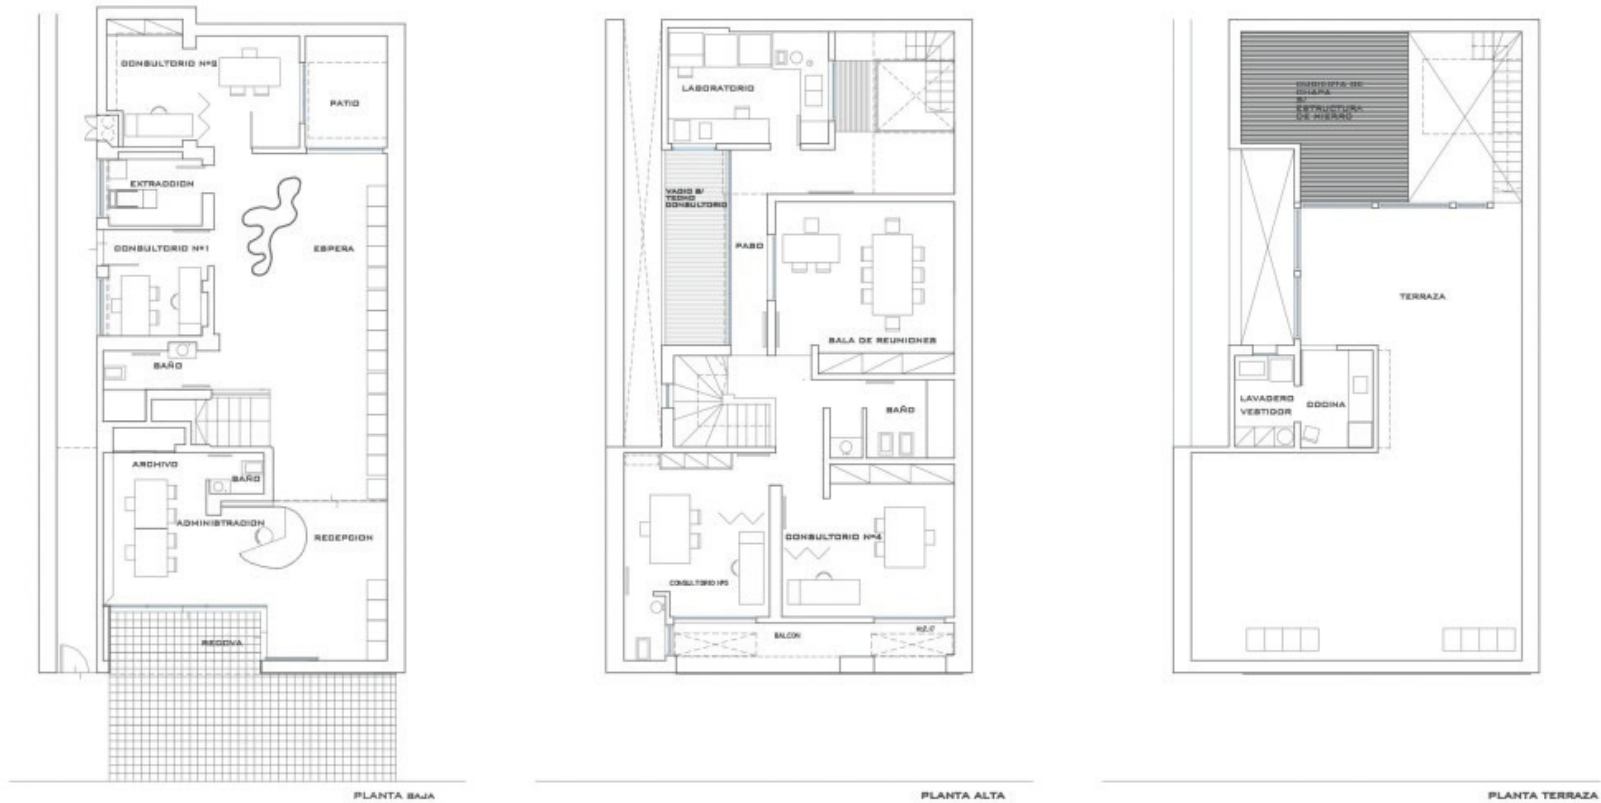 CONSULTORIO Nº2
PATIO
EXTRACCION
CONSULTORIO Nº1
ESPERA
BAÑO
ARCHIVO
BAÑO
ADMINISTRACION
RECEPCION
RECOVA
PLANTA BAJA
LABORATORIO
VACIO S/
TECHO
CONSULTORIO
PASO
SALA DE REUNIONES
BAÑO
CONSULTORIO Nº4
CONSULTORIO Nº3
BALCON
PLANTA ALTA
CUBIERTA DE
CHAPA
S/
ESTRUCTURA
DE HIERRO
TERRAZA
LAVADERO
VESTIDOR
COCINA
PLANTA TERRAZA